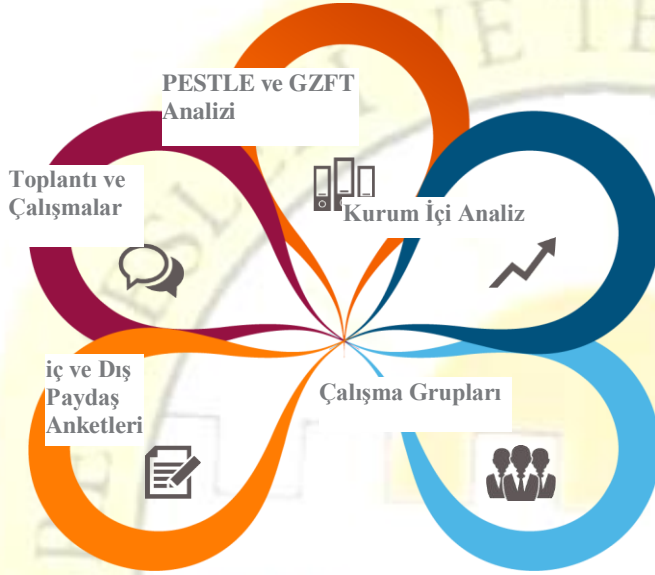 PESTLE ve GZFT
Analizi
Toplantı ve
Çalışmalar
Kurum İçi Analiz
iç ve Dış
Paydaş
Anketleri
Çalışma Grupları